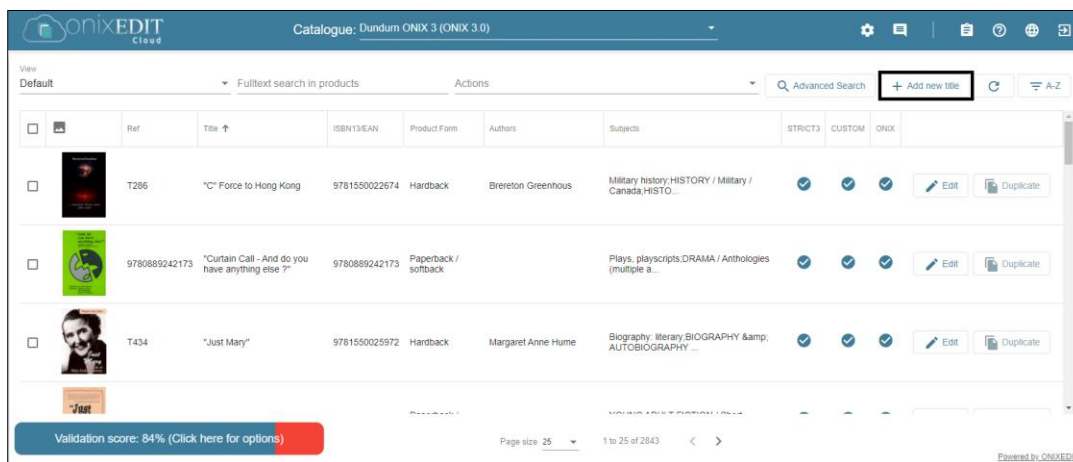 ONIXEDIT
Cloud
Catalogue: Dundurn ONIX 3 (ONIX 3.0)
View
Default
Fulltext search in products
Actions
Advanced Search
+ Add new title
A-Z
Ref
Title ↑
ISBN13/EAN
Product Form
Authors
Subjects
STRICT3
CUSTOM
ONIX
T286
"C" Force to Hong Kong
9781550022674
Hardback
Brereton Greenhous
Military history;HISTORY / Military /
Canada;HISTO...
Edit
Duplicate
9780889242173
"Curtain Call - And do you
have anything else ?"
9780889242173
Paperback /
softback
Plays, playscripts;DRAMA / Anthologies
(multiple a...
Edit
Duplicate
T434
"Just Mary"
9781550025972
Hardback
Margaret Anne Hume
Biography: literary;BIOGRAPHY &amp;
AUTOBIOGRAPHY ...
Edit
Duplicate
"Just
Validation score: 84% (Click here for options)
Page size 25
1 to 25 of 2843
Powered by ONIXEDI